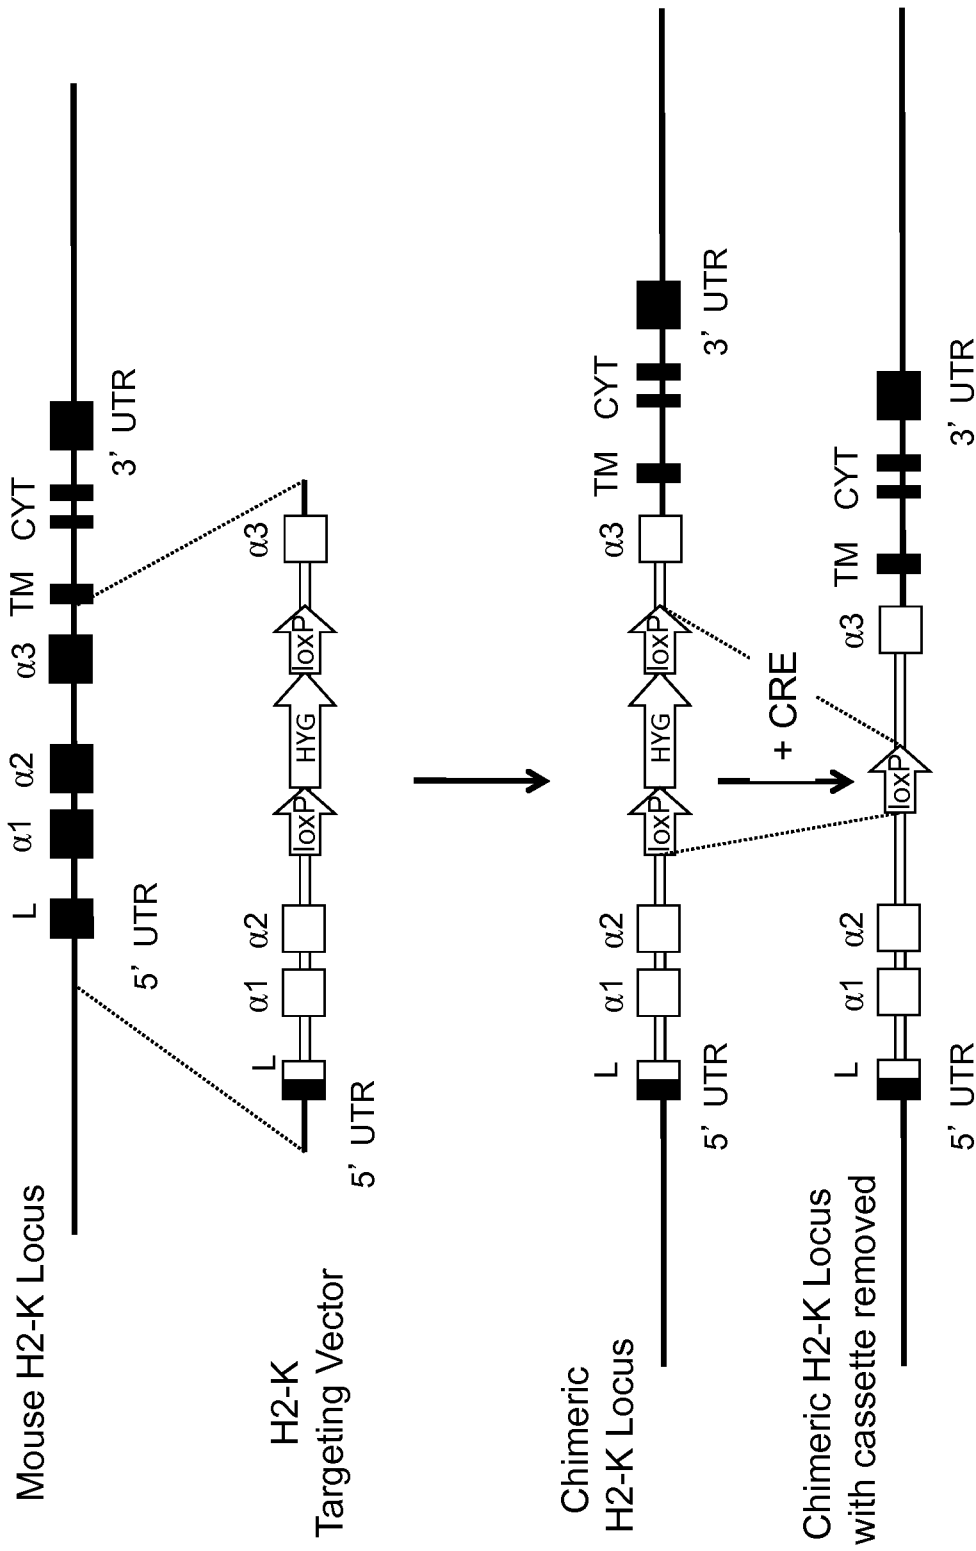 Mouse H2-K Locus
L
α1
α2
α3
TM
CYT
5' UTR
3' UTR
H2-K
Targeting Vector
L
α1
α2
loxP
HYG
loxP
α3
5' UTR
Chimeric
H2-K Locus
L
α1
α2
loxP
HYG
loxP
α3
TM
CYT
5' UTR
3' UTR
+ CRE
Chimeric H2-K Locus
with cassette removed
L
α1
α2
loxP
α3
TM
CYT
5' UTR
3' UTR